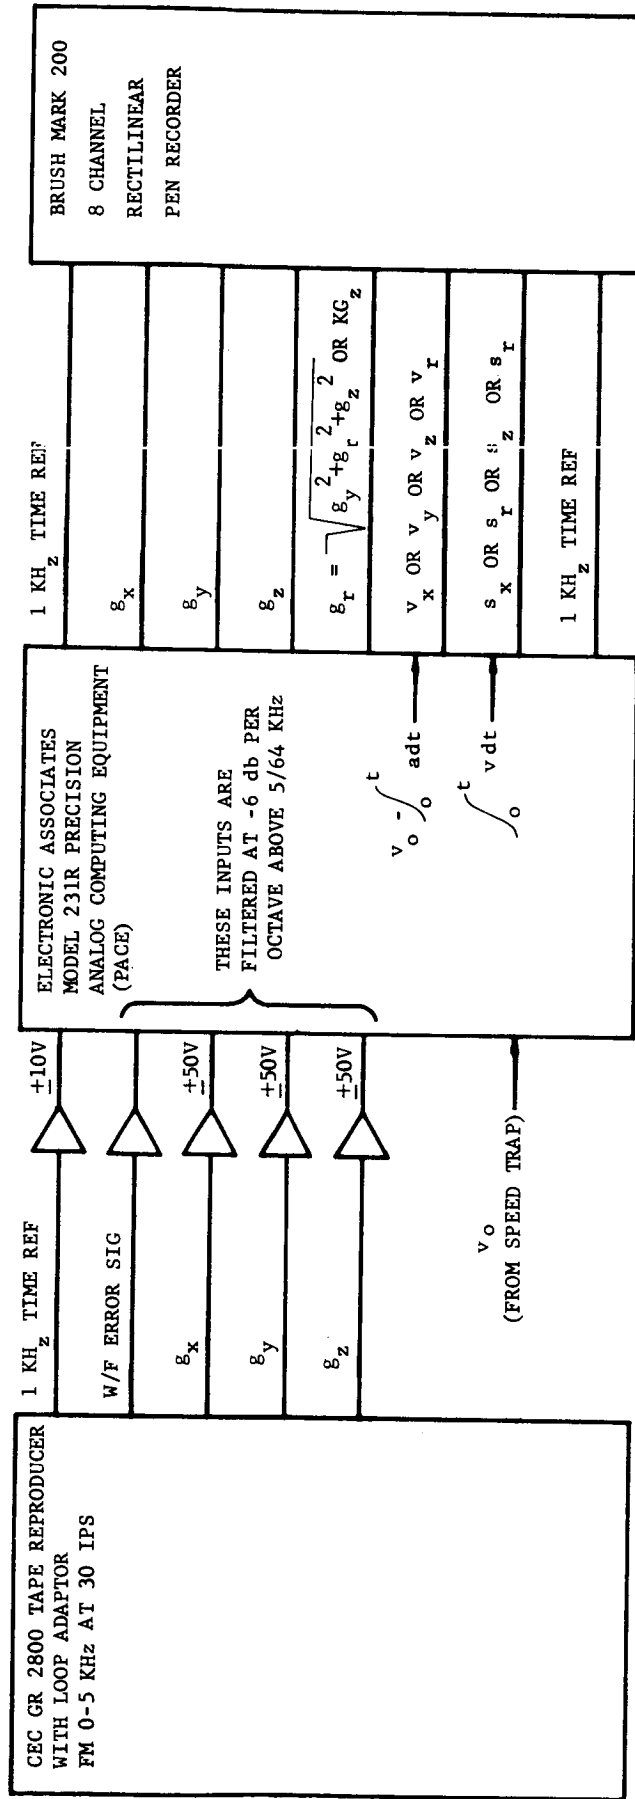 CEC GR 2800 TAPE REPRODUCER
WITH LOOP ADAPTOR
FM 0-5 KHz AT 30 IPS
1 KHz TIME REF
W/F ERROR SIG
gx
gy
gz
vo
(FROM SPEED TRAP)
±10V
±50V
±50V
±50V
ELECTRONIC ASSOCIATES
MODEL 231R PRECISION
ANALOG COMPUTING EQUIPMENT
(PACE)
THESE INPUTS ARE
FILTERED AT -6 db PER
OCTAVE ABOVE 5/64 KHz
vo - ∫ot adt
∫ot vdt
1 KHz TIME REF
gx
gy
gz
gr = √gy²+gr²+gz² OR KGz
vx OR vy OR vz OR vr
sx OR sr OR sz OR sr
1 KHz TIME REF
BRUSH MARK 200
8 CHANNEL
RECTILINEAR
PEN RECORDER